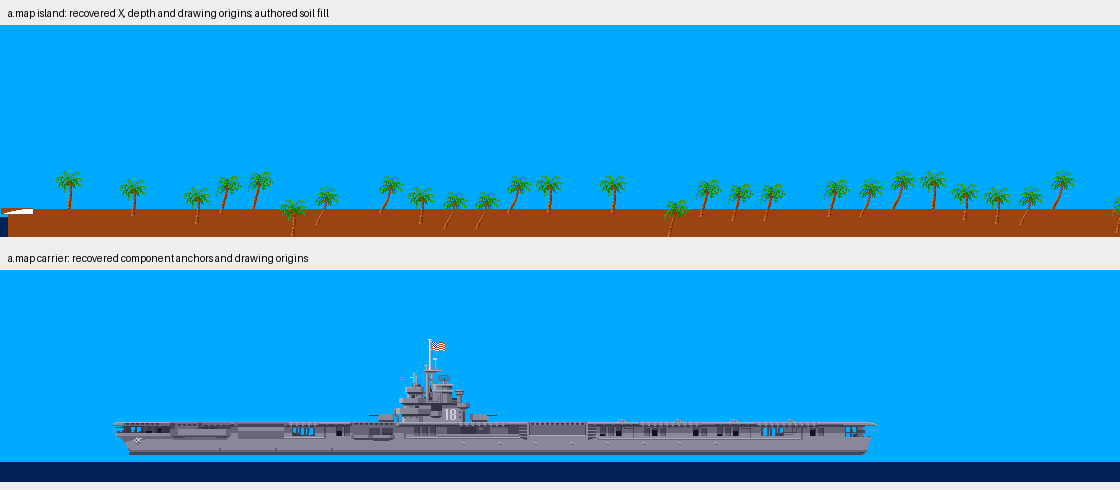 a.map island: recovered X, depth and drawing origins; authored soil fill
a.map carrier: recovered component anchors and drawing origins
18